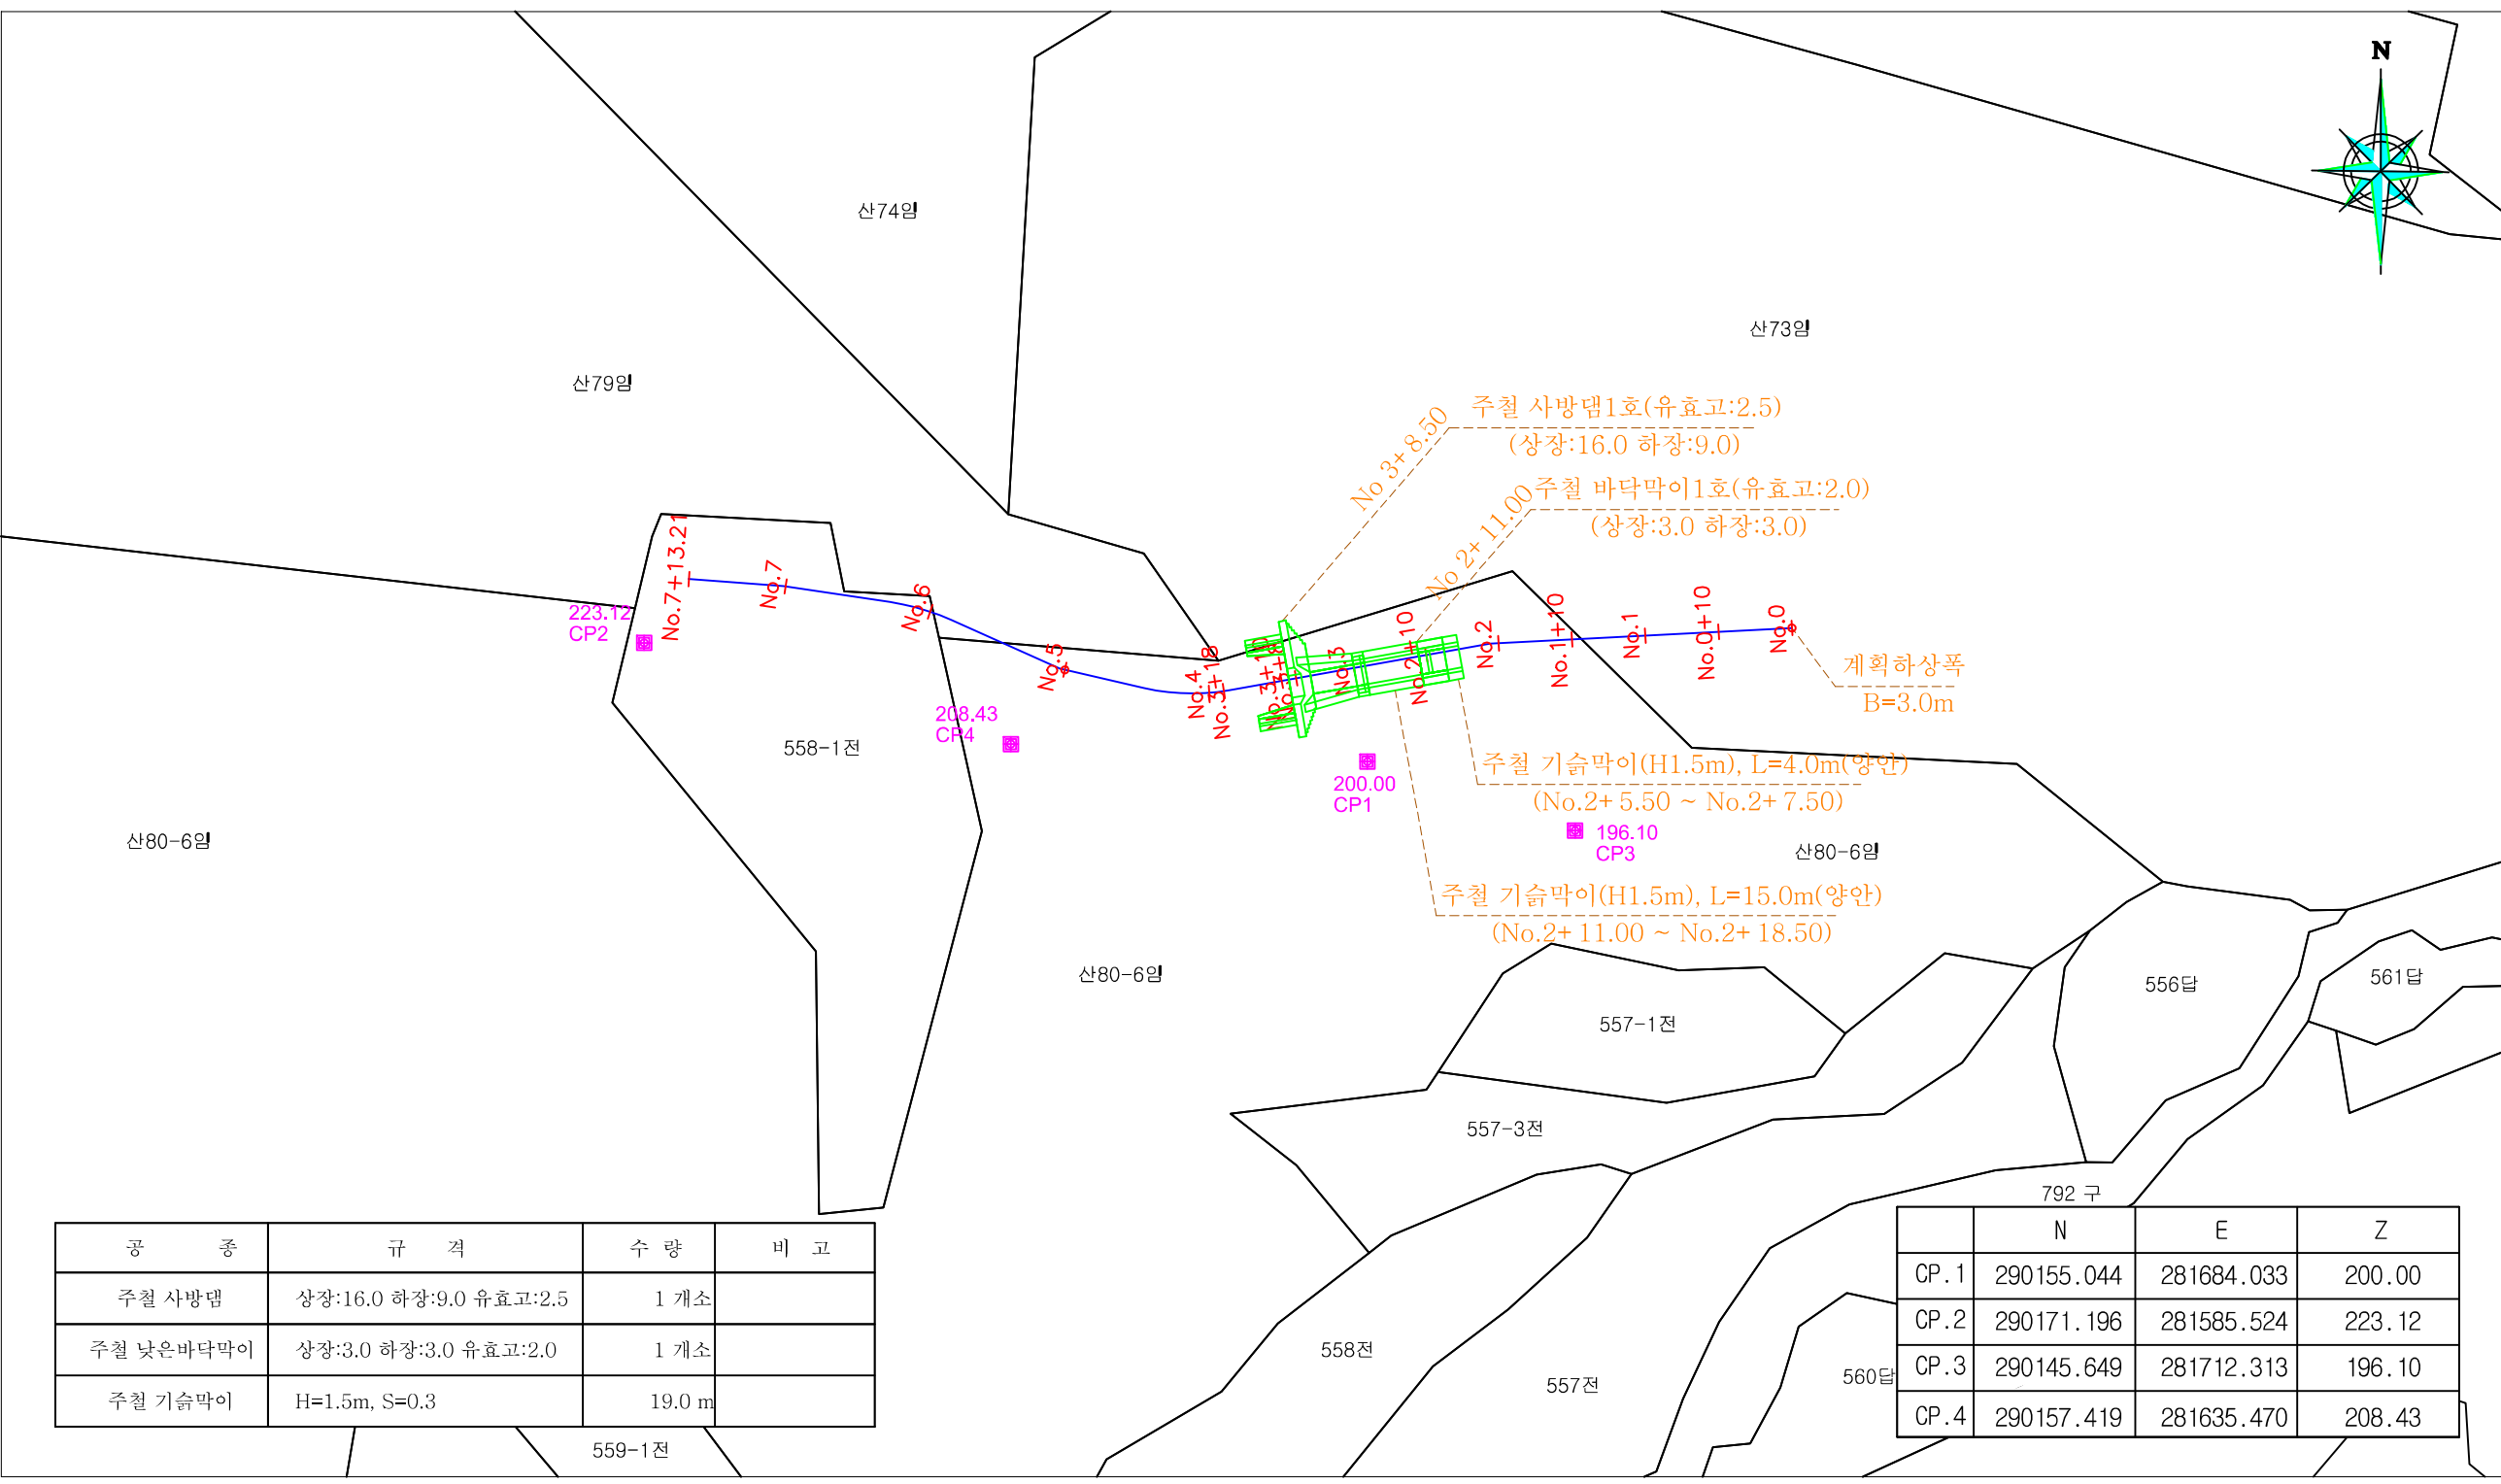 N
산74임
산73임
산79임
No 3+8.50
주철 사방댐1호(유효고:2.5)
(상장:16.0 하장:9.0)
No 2+11.00
주철 바닥막이1호(유효고:2.0)
(상장:3.0 하장:3.0)
No.7+13.21
No.7
No.6
No.5
No.4
No.3+18
No.3+10
No.3
No.2+10
No.2
No.1+10
No.1
No.0+10
No.0
계획하상폭
B=3.0m
223.12
CP2
208.43
CP4
558-1전
200.00
CP1
주철 기슭막이(H1.5m), L=4.0m(양안)
(No.2+5.50 ~ No.2+7.50)
196.10
CP3
산80-6임
산80-6임
주철 기슭막이(H1.5m), L=15.0m(양안)
(No.2+11.00 ~ No.2+18.50)
산80-6임
556답
561답
557-1전
557-3전
792 구
558전
557전
560답
559-1전
공 종 규 격 수 량 비 고
주철 사방댐 상장:16.0 하장:9.0 유효고:2.5 1 개소
주철 낮은바닥막이 상장:3.0 하장:3.0 유효고:2.0 1 개소
주철 기슭막이 H=1.5m, S=0.3 19.0 m
N E Z
CP.1 290155.044 281684.033 200.00
CP.2 290171.196 281585.524 223.12
CP.3 290145.649 281712.313 196.10
CP.4 290157.419 281635.470 208.43